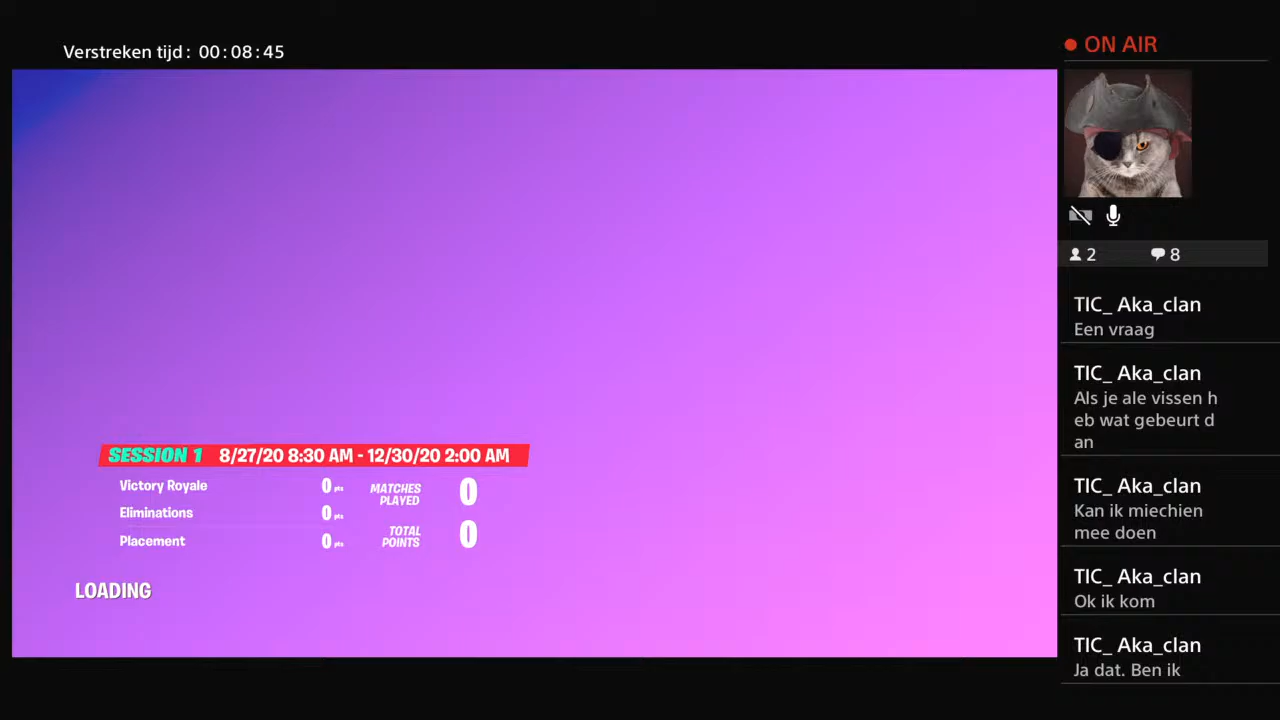 Verstreken tijd: 00:08:45
ON AIR
2 8
TIC_ Aka_clan
Een vraag
TIC_ Aka_clan
Als je ale vissen h
eb wat gebeurt d
an
TIC_ Aka_clan
Kan ik miechien
mee doen
TIC_ Aka_clan
Ok ik kom
TIC_ Aka_clan
Ja dat. Ben ik
SESSION 1 8/27/20 8:30 AM - 12/30/20 2:00 AM
Victory Royale 0 pts
Eliminations 0 pts
Placement 0 pts
MATCHES
PLAYED 0
TOTAL
POINTS 0
LOADING